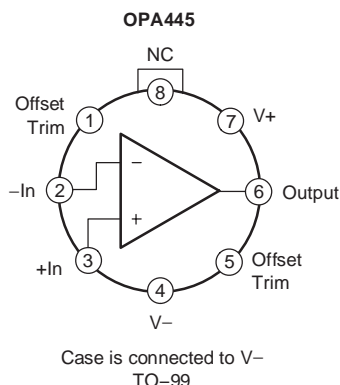 OPA445
NC
8
Offset
Trim
1
7
V+
−In
2
−
6
Output
+
+In
3
5
Offset
Trim
4
V−
Case is connected to V−
TO−99